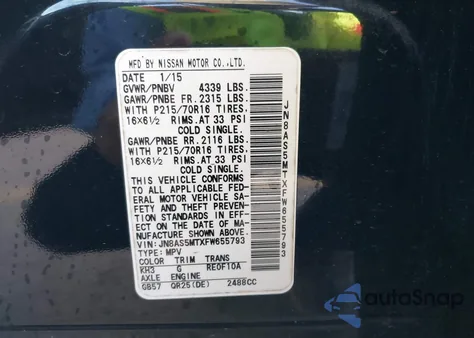 MFD BY NISSAN MOTOR CO.,LTD.
DATE 1/15
GVWR/PNBV 4339 LBS.
GAWR/PNBE FR. 2315 LBS.
WITH P215/70R16 TIRES,
16X6½ RIMS.AT 33 PSI
COLD SINGLE.
GAWR/PNBE RR. 2116 LBS.
WITH P215/70R16 TIRES,
16X6½ RIMS.AT 33 PSI
COLD SINGLE.
THIS VEHICLE CONFORMS
TO ALL APPLICABLE FED-
ERAL MOTOR VEHICLE SA-
FETY AND THEFT PREVEN-
TION STANDARDS IN EFF-
ECT ON THE DATE OF MA-
NUFACTURE SHOWN ABOVE.
VIN: JN8AS5MTXFW655793
TYPE: MPV
COLOR TRIM TRANS
KH3 G RE0F10A
AXLE ENGINE
GB57 QR25(DE) 2488CC
JN8AS5MTXFW655793
AutoSnap